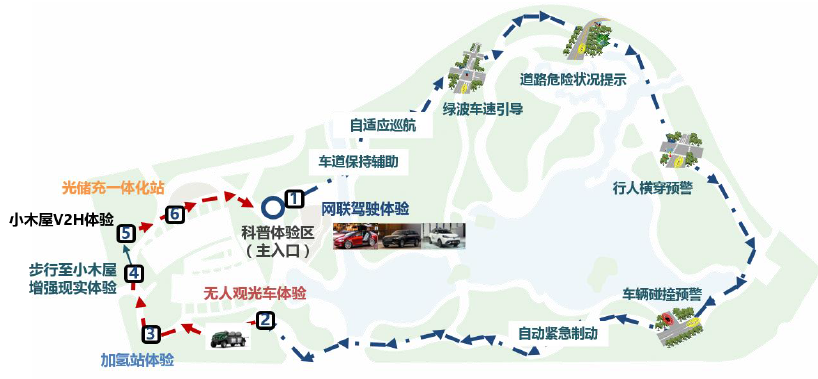 绿波车速引导
道路危险状况提示
自适应巡航
车道保持辅助
行人横穿预警
光储充一体化站
1
网联驾驶体验
6
小木屋V2H体验
5
科普体验区
（主入口）
步行至小木屋
增强现实体验
4
无人观光车体验
2
车辆碰撞预警
3
自动紧急制动
加氢站体验